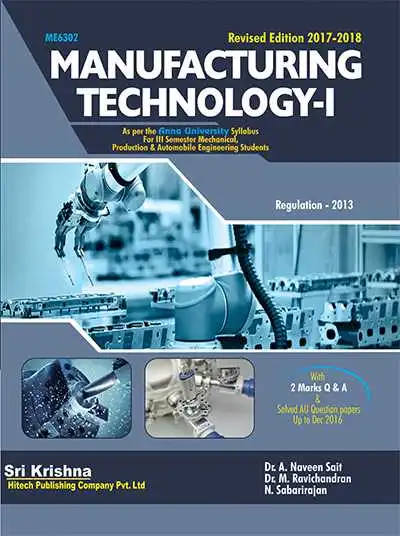 ME6302
Revised Edition 2017-2018
MANUFACTURING
TECHNOLOGY-I
As per the Anna University Syllabus
For III Semester Mechanical,
Production & Automobile Engineering Students
Regulation - 2013
With
2 Marks Q & A
&
Solved AU Question papers
Up to Dec 2016
Sri Krishna
Hitech Publishing Company Pvt. Ltd
Dr. A. Naveen Sait
Dr. M. Ravichandran
N. Sabarirajan